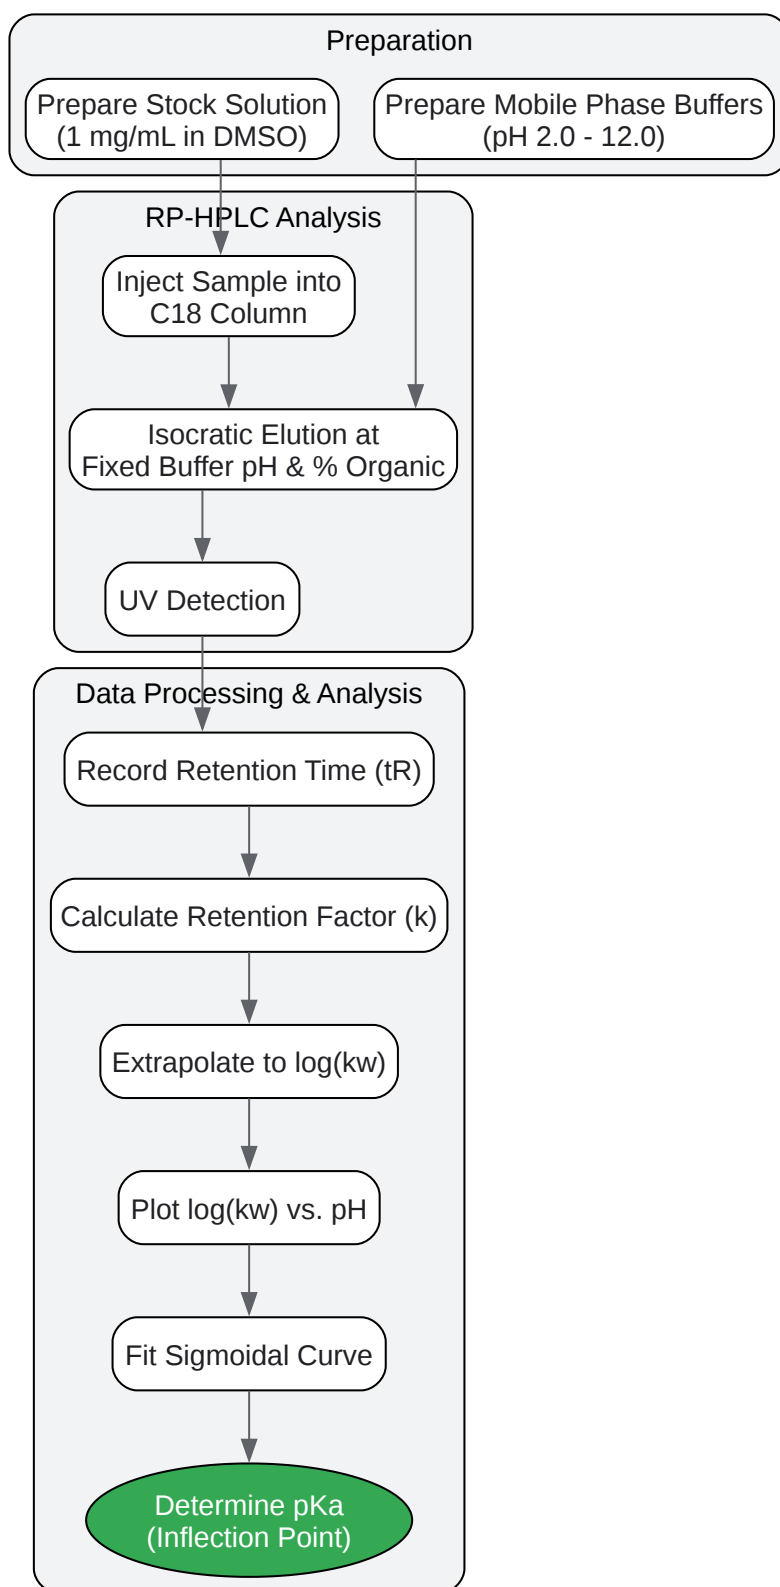 Preparation
Prepare Stock Solution
(1 mg/mL in DMSO)
Prepare Mobile Phase Buffers
(pH 2.0 - 12.0)
RP-HPLC Analysis
Inject Sample into
C18 Column
Isocratic Elution at
Fixed Buffer pH & % Organic
UV Detection
Data Processing & Analysis
Record Retention Time (tR)
Calculate Retention Factor (k)
Extrapolate to log(kw)
Plot log(kw) vs. pH
Fit Sigmoidal Curve
Determine pKa
(Inflection Point)